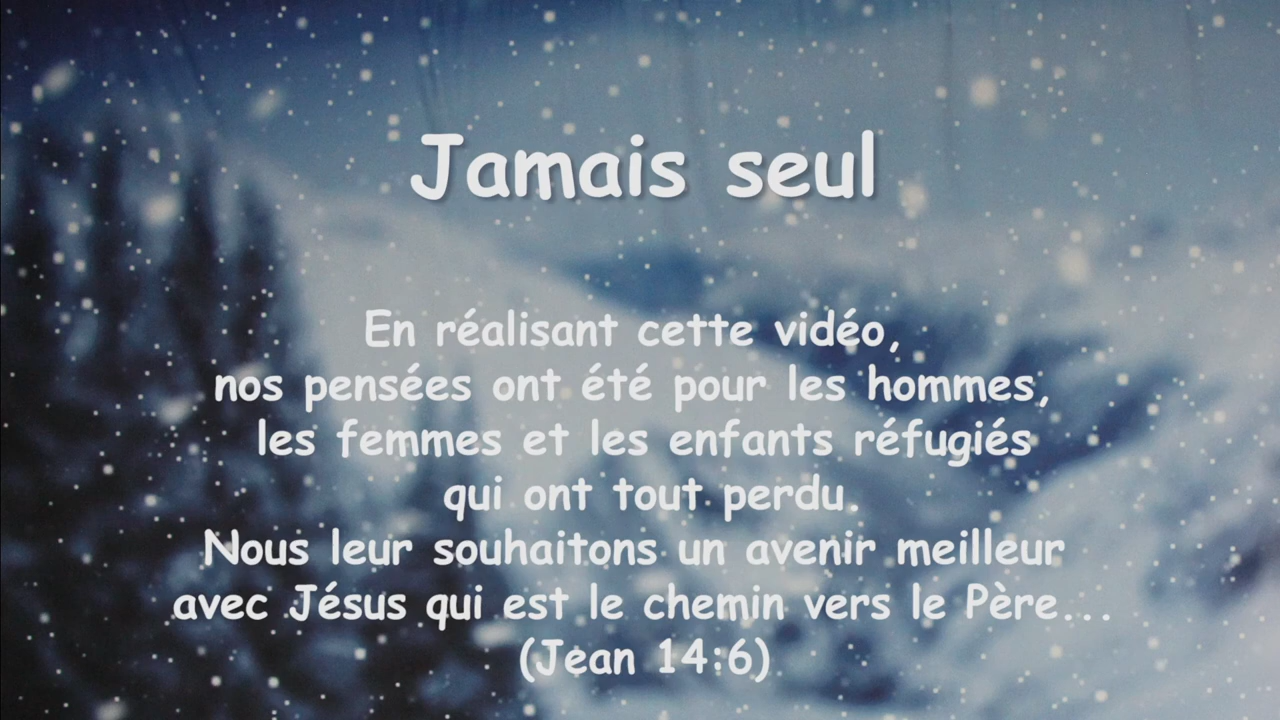 Jamais seul
En réalisant cette vidéo,
nos pensées ont été pour les hommes,
les femmes et les enfants réfugiés
qui ont tout perdu.
Nous leur souhaitons un avenir meilleur
avec Jésus qui est le chemin vers le Père...
(Jean 14:6)